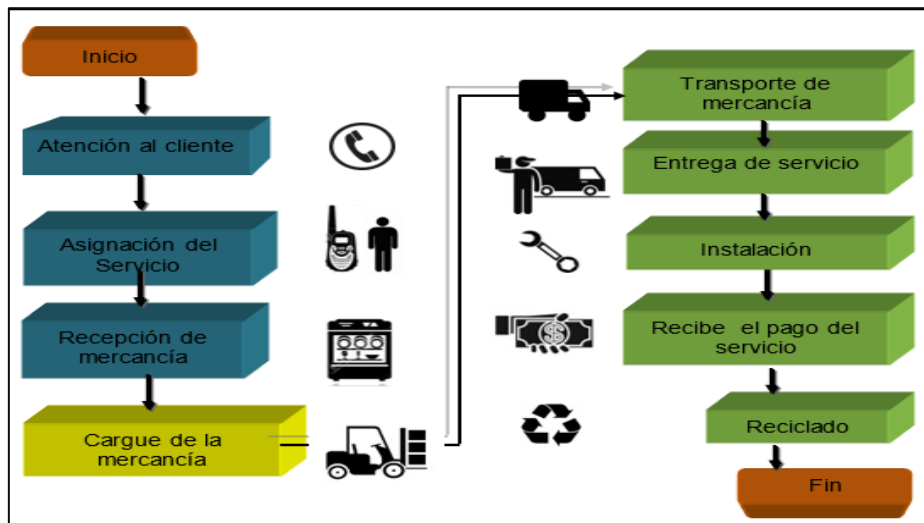 Inicio
Atención al cliente
Asignación del
Servicio
Recepción de
mercancía
Cargue de la
mercancía
Transporte de
mercancía
Entrega de servicio
Instalación
Recibe el pago del
servicio
Reciclado
Fin